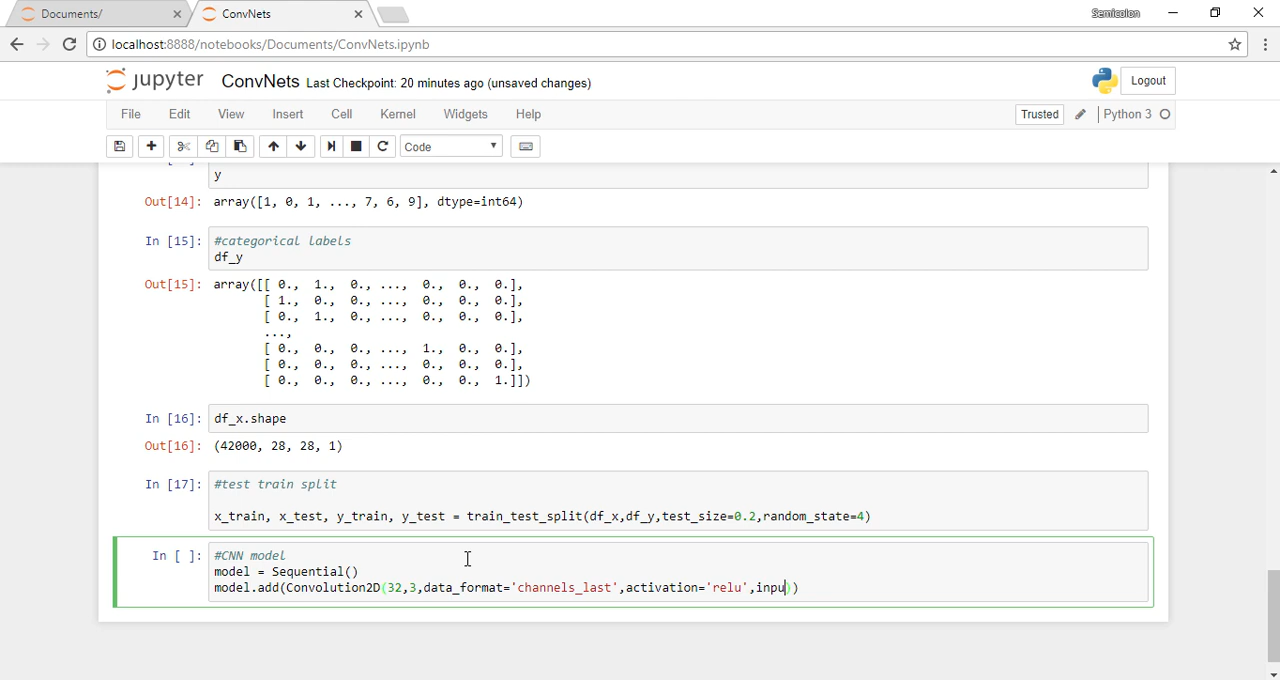 Documents/
ConvNets
Semicolon
localhost:8888/notebooks/Documents/ConvNets.ipynb
jupyter ConvNets Last Checkpoint: 20 minutes ago (unsaved changes)
Logout
File Edit View Insert Cell Kernel Widgets Help
Trusted Python 3
Code
y
Out[14]: array([1, 0, 1, ..., 7, 6, 9], dtype=int64)
In [15]: #categorical labels
df_y
Out[15]: array([[ 0., 1., 0., ..., 0., 0., 0.],
[ 1., 0., 0., ..., 0., 0., 0.],
[ 0., 1., 0., ..., 0., 0., 0.],
...,
[ 0., 0., 0., ..., 1., 0., 0.],
[ 0., 0., 0., ..., 0., 0., 0.],
[ 0., 0., 0., ..., 0., 0., 1.]])
In [16]: df_x.shape
Out[16]: (42000, 28, 28, 1)
In [17]: #test train split
x_train, x_test, y_train, y_test = train_test_split(df_x,df_y,test_size=0.2,random_state=4)
In [ ]: #CNN model
model = Sequential()
model.add(Convolution2D(32,3,data_format='channels_last',activation='relu',inpu))